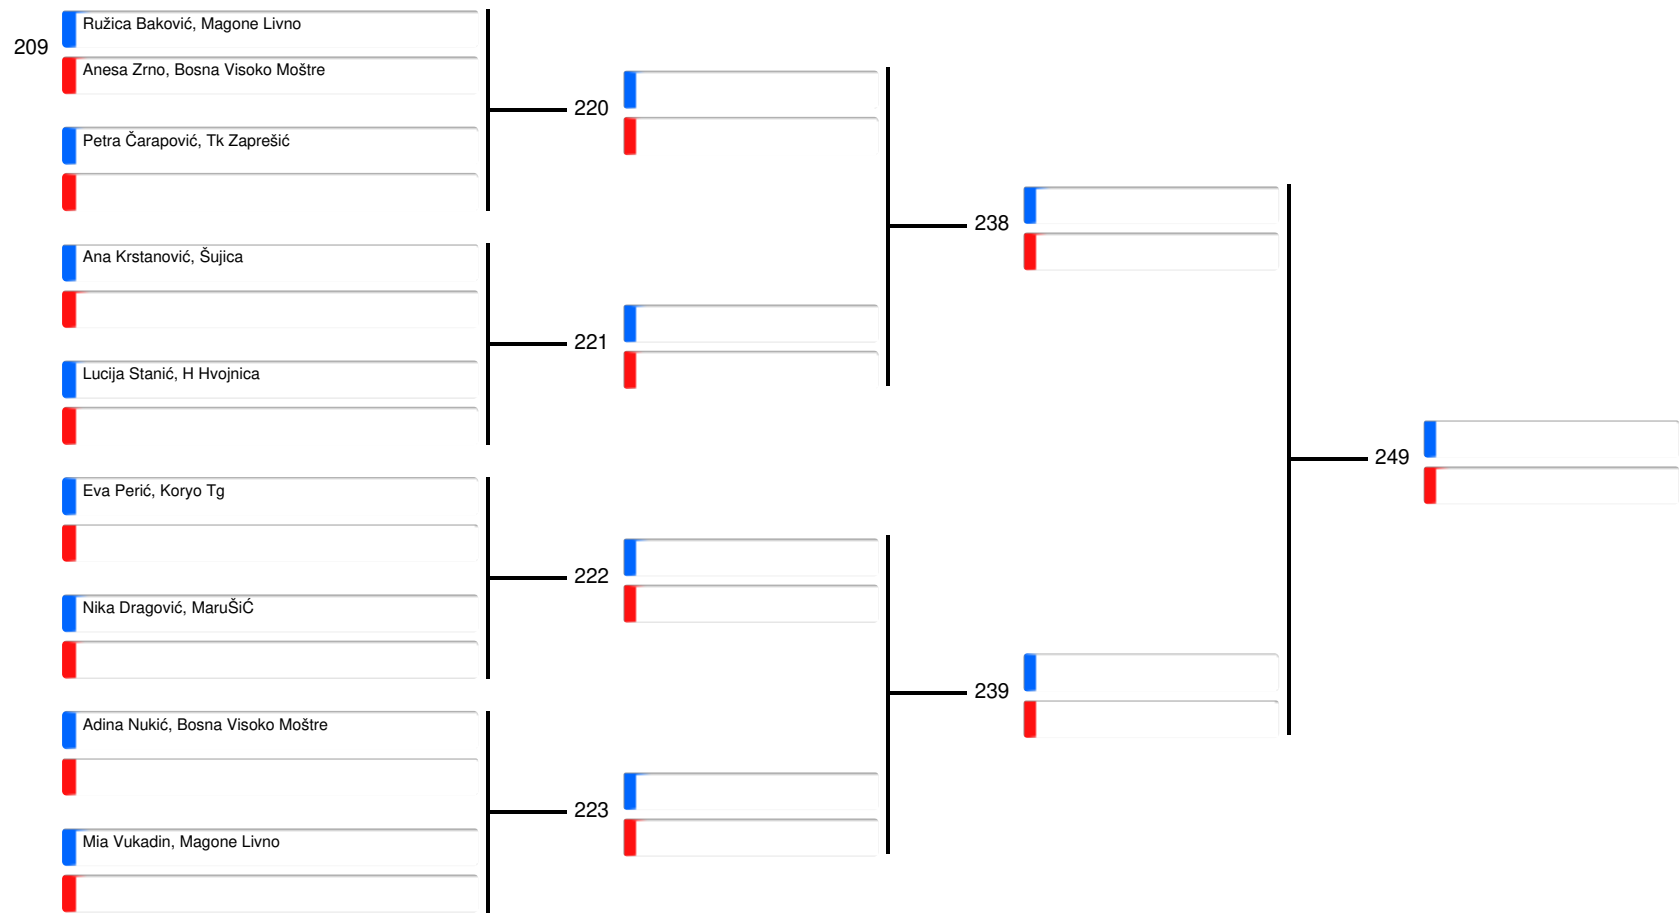 209
Ružica Baković, Magone Livno
Anesa Zrno, Bosna Visoko Moštre
Petra Čarapović, Tk Zaprešić
Ana Krstanović, Šujica
Lucija Stanić, H Hvojnica
Eva Perić, Koryo Tg
Nika Dragović, MaruŠiĆ
Adina Nukić, Bosna Visoko Moštre
Mia Vukadin, Magone Livno
220
221
222
223
238
239
249